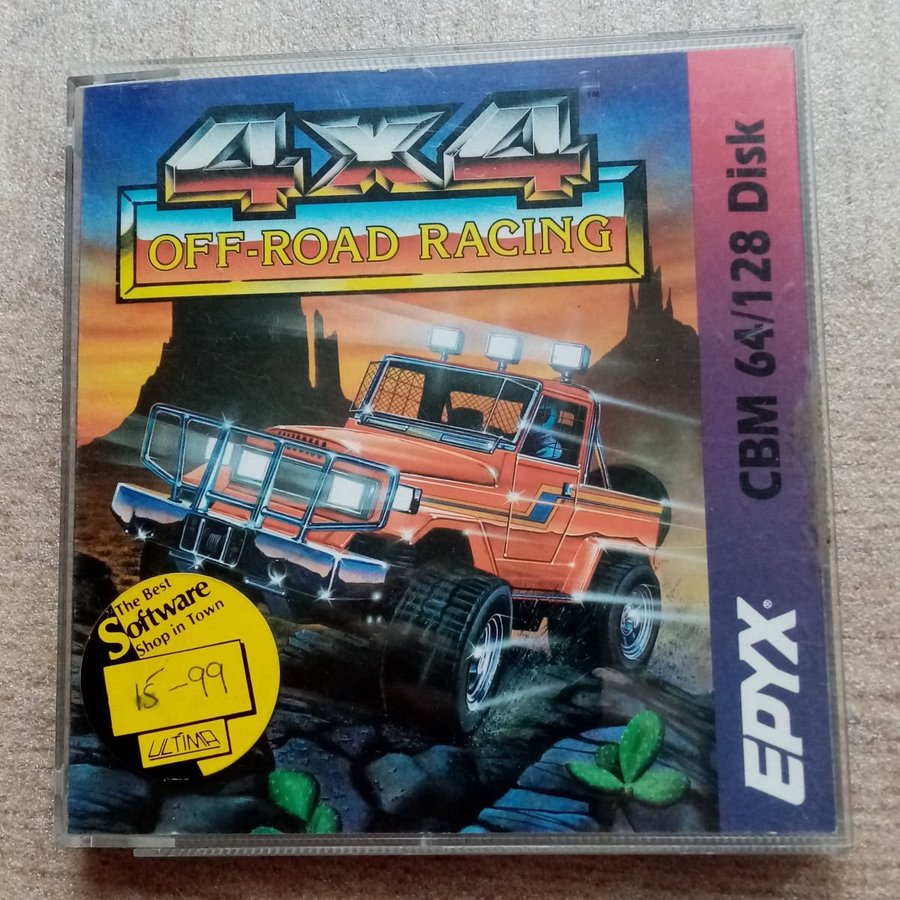 4x4
OFF-ROAD RACING
CBM 64/128 Disk
EPYX®
The Best
Software
Shop in Town
15-99
ULTIMA